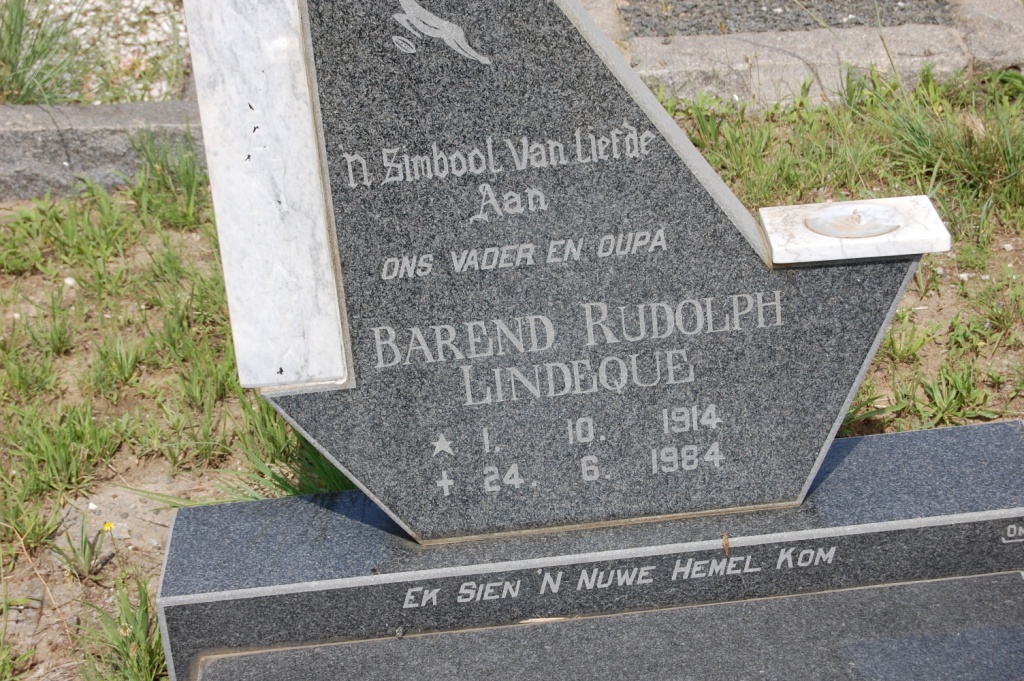 'n Simbool Van Liefde
Aan
ONS VADER EN OUPA
BAREND RUDOLPH
LINDEQUE
★ 1. 10. 1914
✝ 24. 6. 1984
EK SIEN 'N NUWE HEMEL KOM